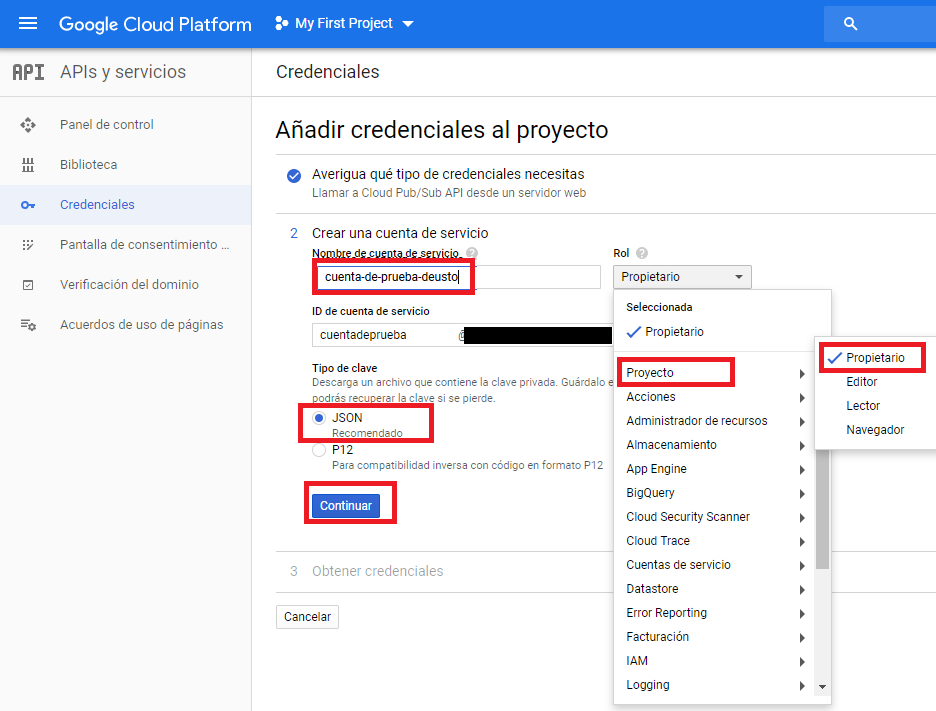 Google Cloud Platform
My First Project
API
APIs y servicios
Credenciales
Panel de control
Biblioteca
Credenciales
Pantalla de consentimiento ...
Verificación del dominio
Acuerdos de uso de páginas
Añadir credenciales al proyecto
Averigua qué tipo de credenciales necesitas
Llamar a Cloud Pub/Sub API desde un servidor web
2 Crear una cuenta de servicio
Nombre de cuenta de servicio ?
cuenta-de-prueba-deusto
Rol ?
Propietario
ID de cuenta de servicio
cuentadeprueba @
Tipo de clave
Descarga un archivo que contiene la clave privada. Guárdalo e
podrás recuperar la clave si se pierde.
JSON
Recomendado
P12
Para compatibilidad inversa con código en formato P12
Continuar
3 Obtener credenciales
Cancelar
Seleccionada
Propietario
Proyecto
Acciones
Administrador de recursos
Almacenamiento
App Engine
BigQuery
Cloud Security Scanner
Cloud Trace
Cuentas de servicio
Datastore
Error Reporting
Facturación
IAM
Logging
Propietario
Editor
Lector
Navegador